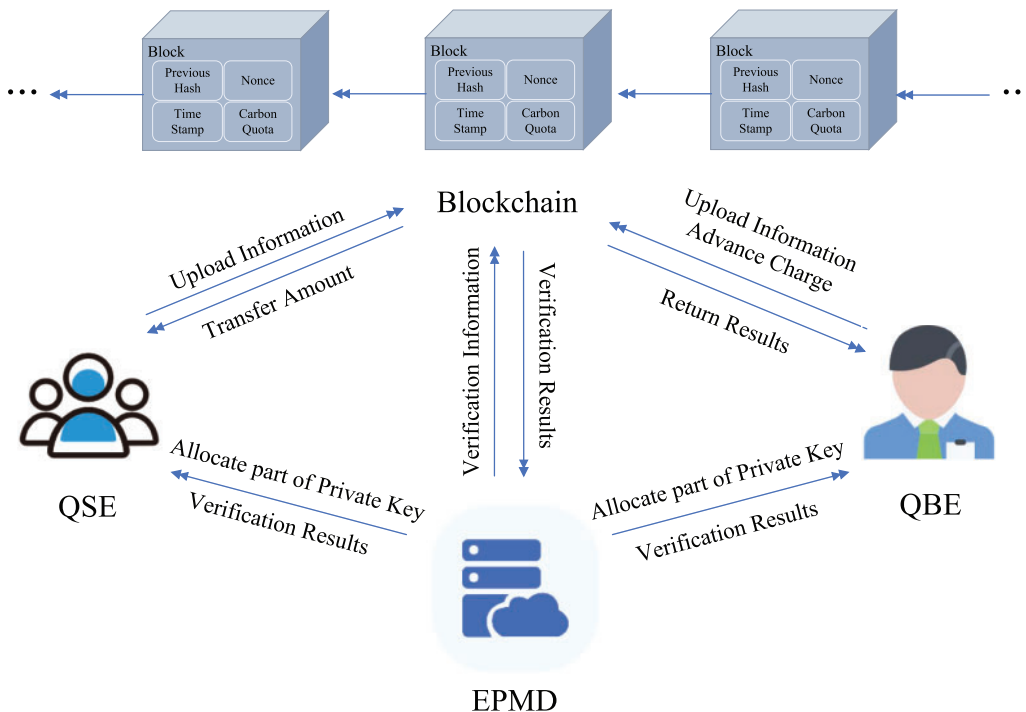 Block
Previous
Hash
Nonce
Time
Stamp
Carbon
Quota
Block
Previous
Hash
Nonce
Time
Stamp
Carbon
Quota
Block
Previous
Hash
Nonce
Time
Stamp
Carbon
Quota
...
..
Blockchain
Upload Information
Transfer Amount
Verification Information
Verification Results
Upload Information
Advance Charge
Return Results
QSE
Allocate part of Private Key
Verification Results
Allocate part of Private Key
Verification Results
QBE
EPMD